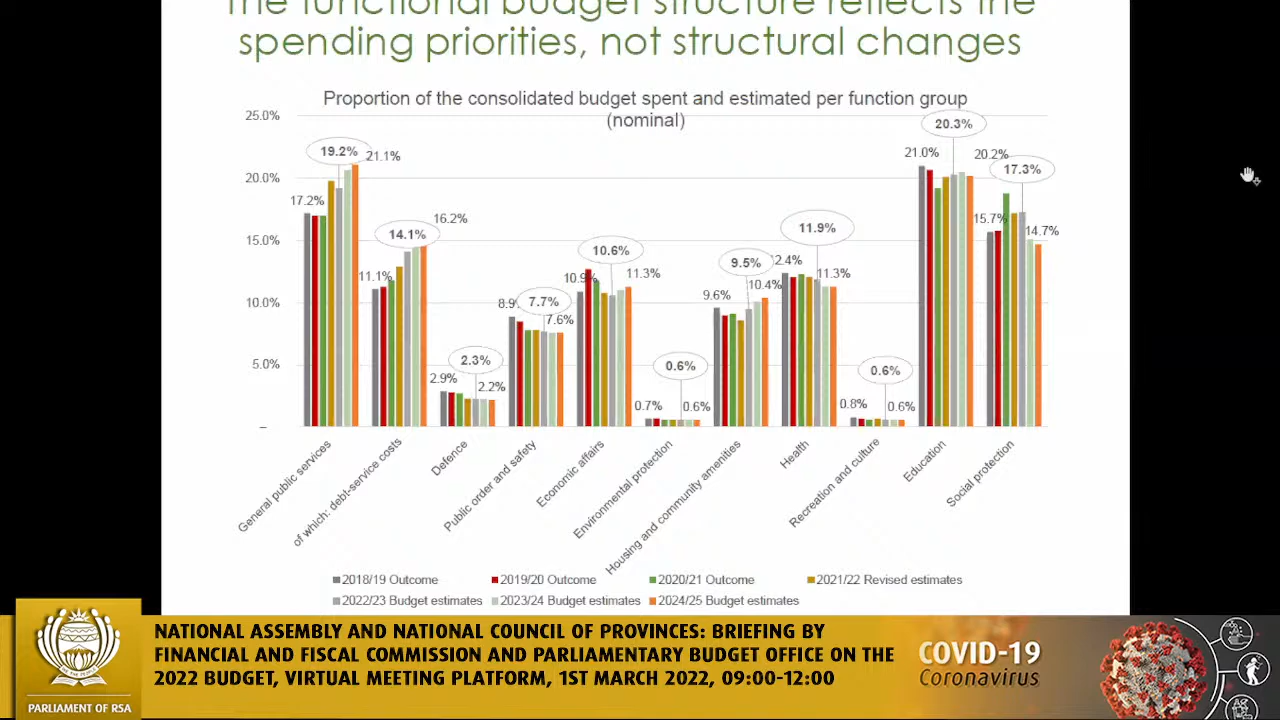 The functional budget structure reflects the
spending priorities, not structural changes
Proportion of the consolidated budget spent and estimated per function group
(nominal)
25.0%
20.0%
15.0%
10.0%
5.0%
–
17.2%
19.2%
21.1%
11.1%
14.1%
16.2%
2.9%
2.3%
2.2%
8.9%
7.7%
7.6%
10.9%
10.6%
11.3%
0.7%
0.6%
0.6%
9.6%
9.5%
10.4%
12.4%
11.9%
11.3%
0.8%
0.6%
0.6%
21.0%
20.3%
20.2%
15.7%
17.3%
14.7%
General public services
of which: debt-service costs
Defence
Public order and safety
Economic affairs
Environmental protection
Housing and community amenities
Health
Recreation and culture
Education
Social protection
2018/19 Outcome 2019/20 Outcome 2020/21 Outcome 2021/22 Revised estimates
2022/23 Budget estimates 2023/24 Budget estimates 2024/25 Budget estimates
NATIONAL ASSEMBLY AND NATIONAL COUNCIL OF PROVINCES: BRIEFING BY
FINANCIAL AND FISCAL COMMISSION AND PARLIAMENTARY BUDGET OFFICE ON THE
2022 BUDGET, VIRTUAL MEETING PLATFORM, 1ST MARCH 2022, 09:00-12:00
PARLIAMENT OF RSA
COVID-19
Coronavirus